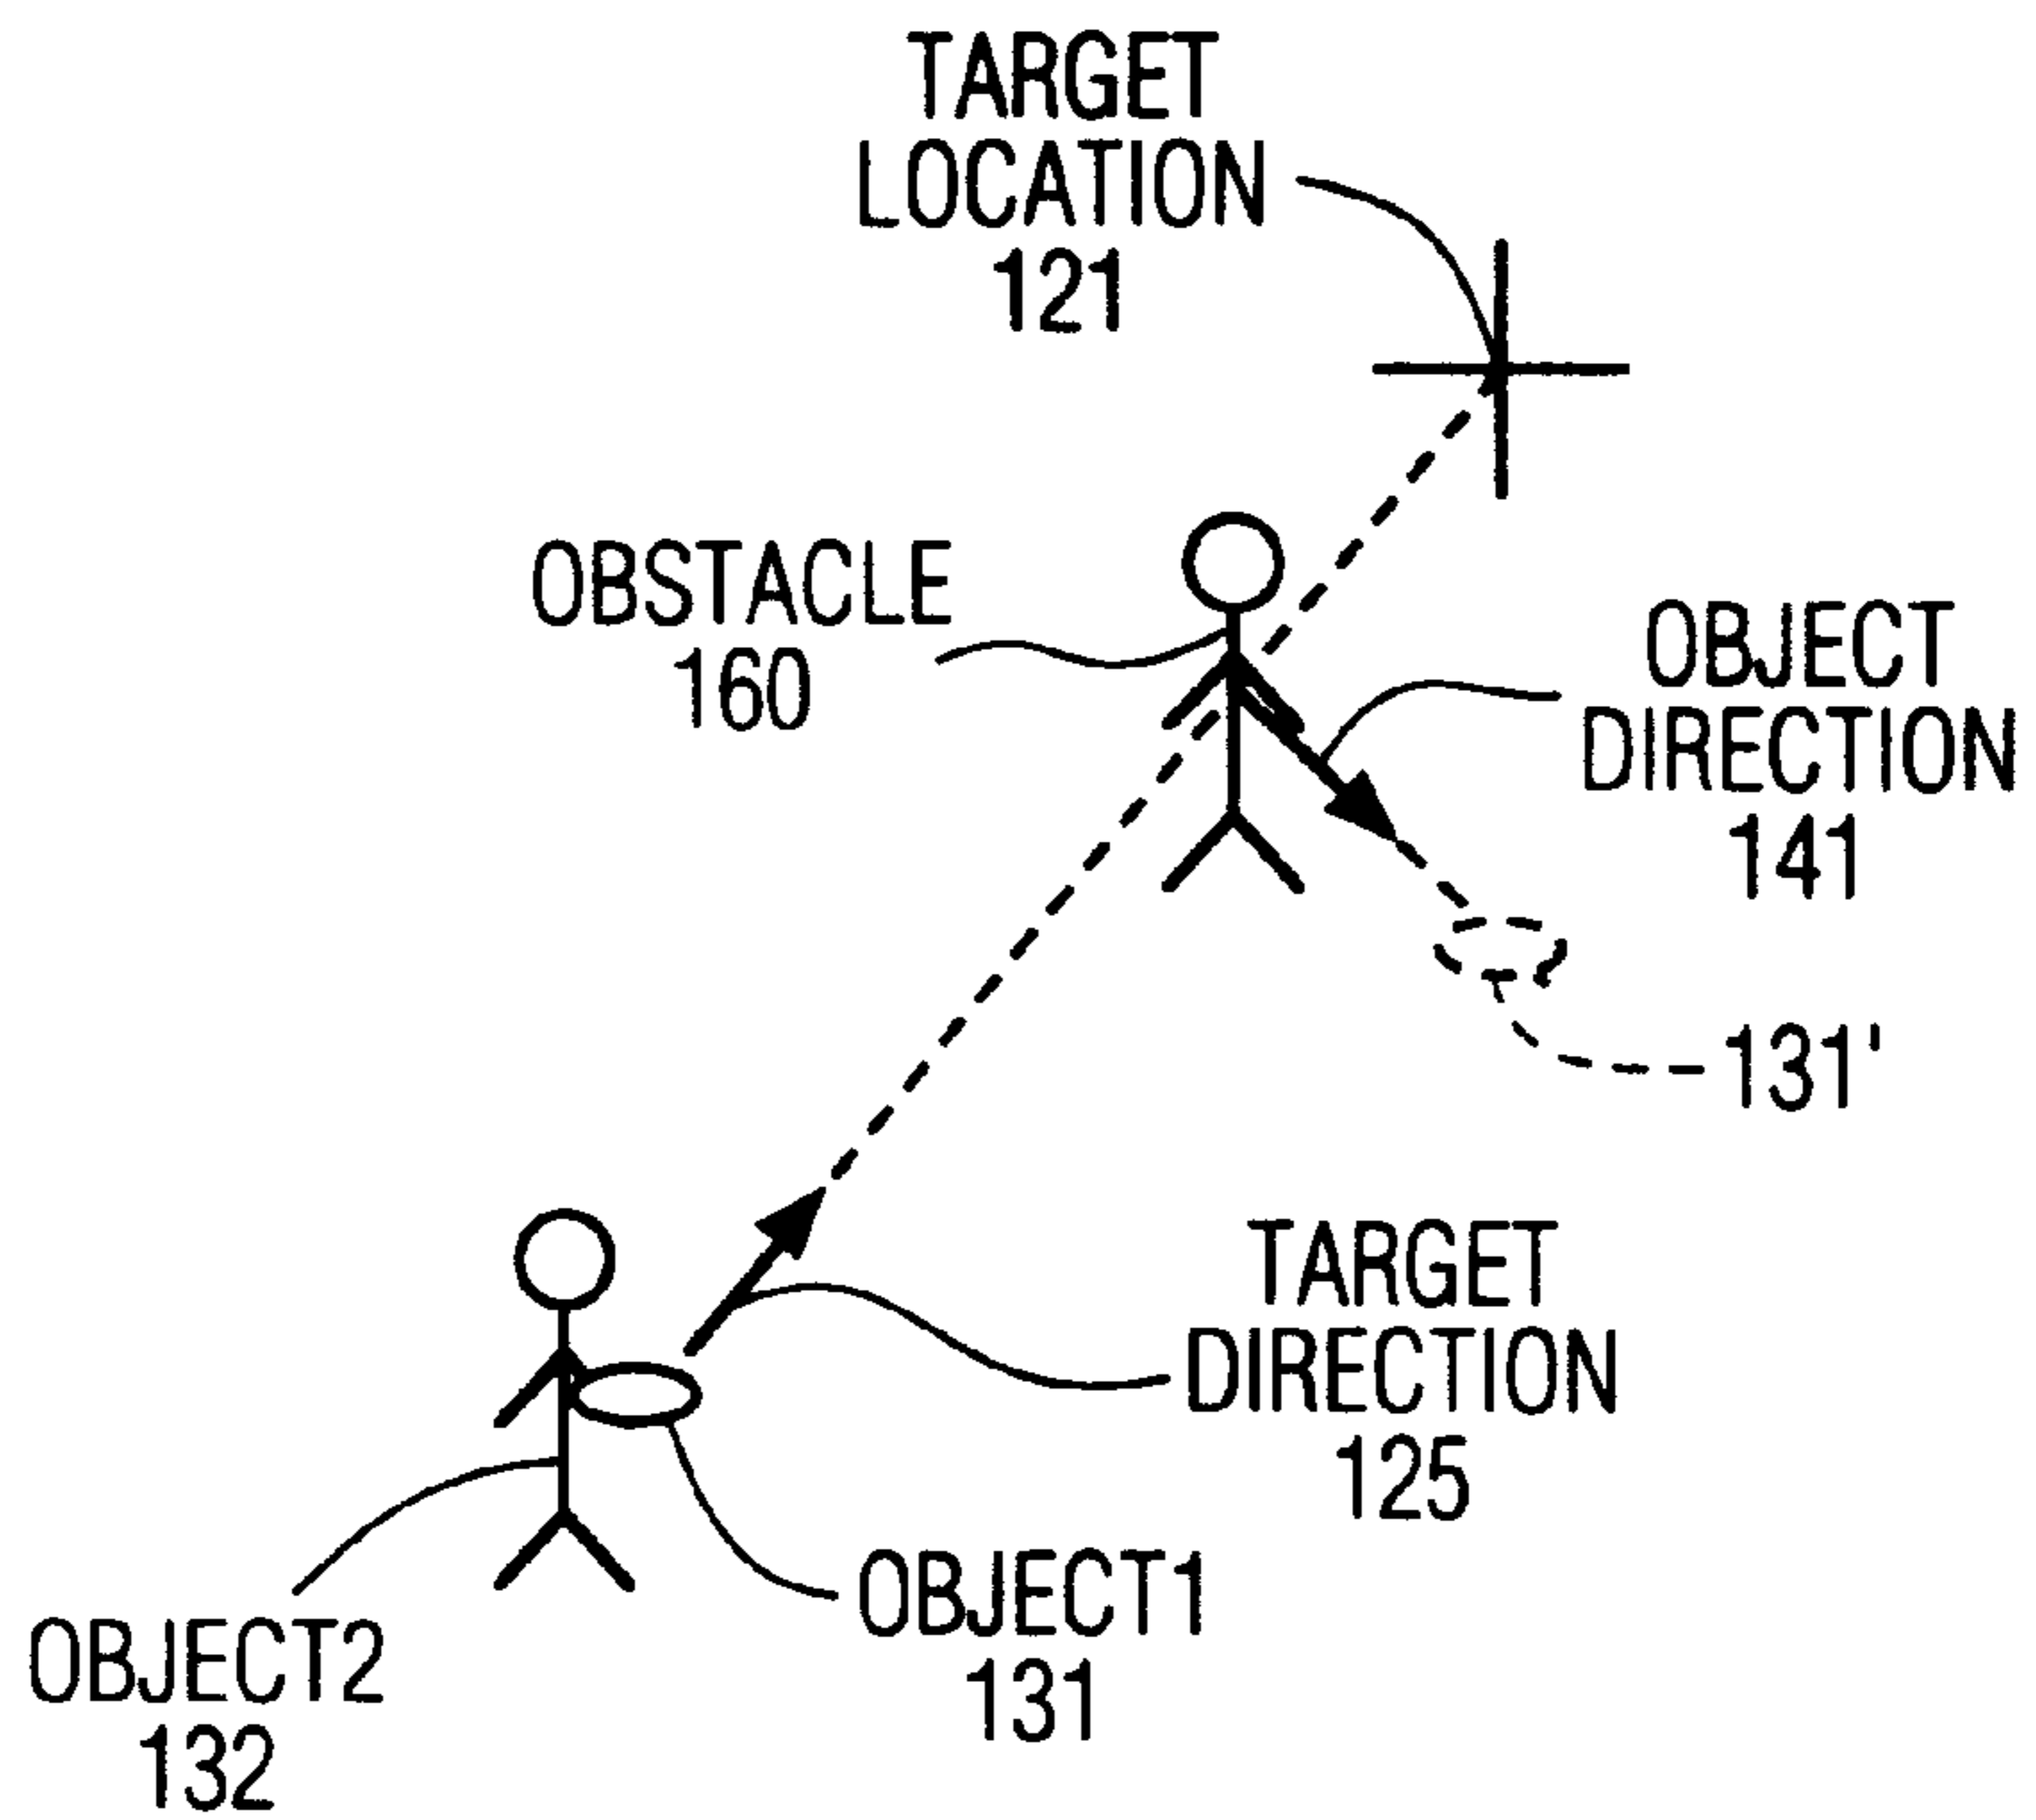 TARGET
LOCATION
121
OBSTACLE
160
OBJECT
DIRECTION
141
131'
TARGET
DIRECTION
125
OBJECT1
131
OBJECT2
132